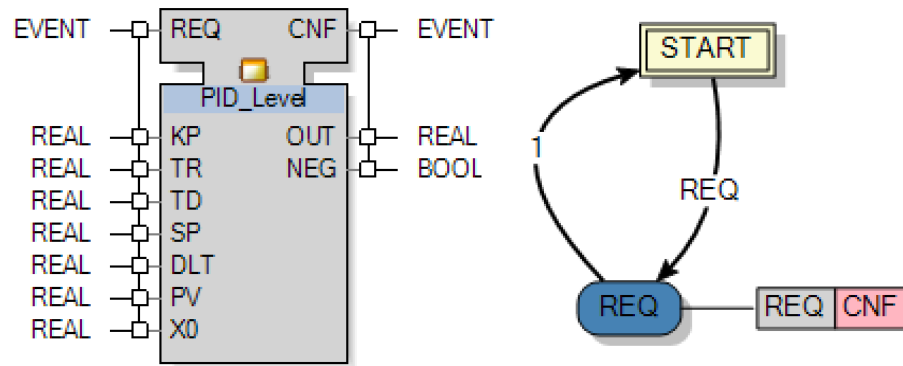 EVENT REQ CNF EVENT
PID_Level
REAL KP OUT REAL
REAL TR NEG BOOL
REAL TD
REAL SP
REAL DLT
REAL PV
REAL X0
START
1
REQ
REQ REQ CNF